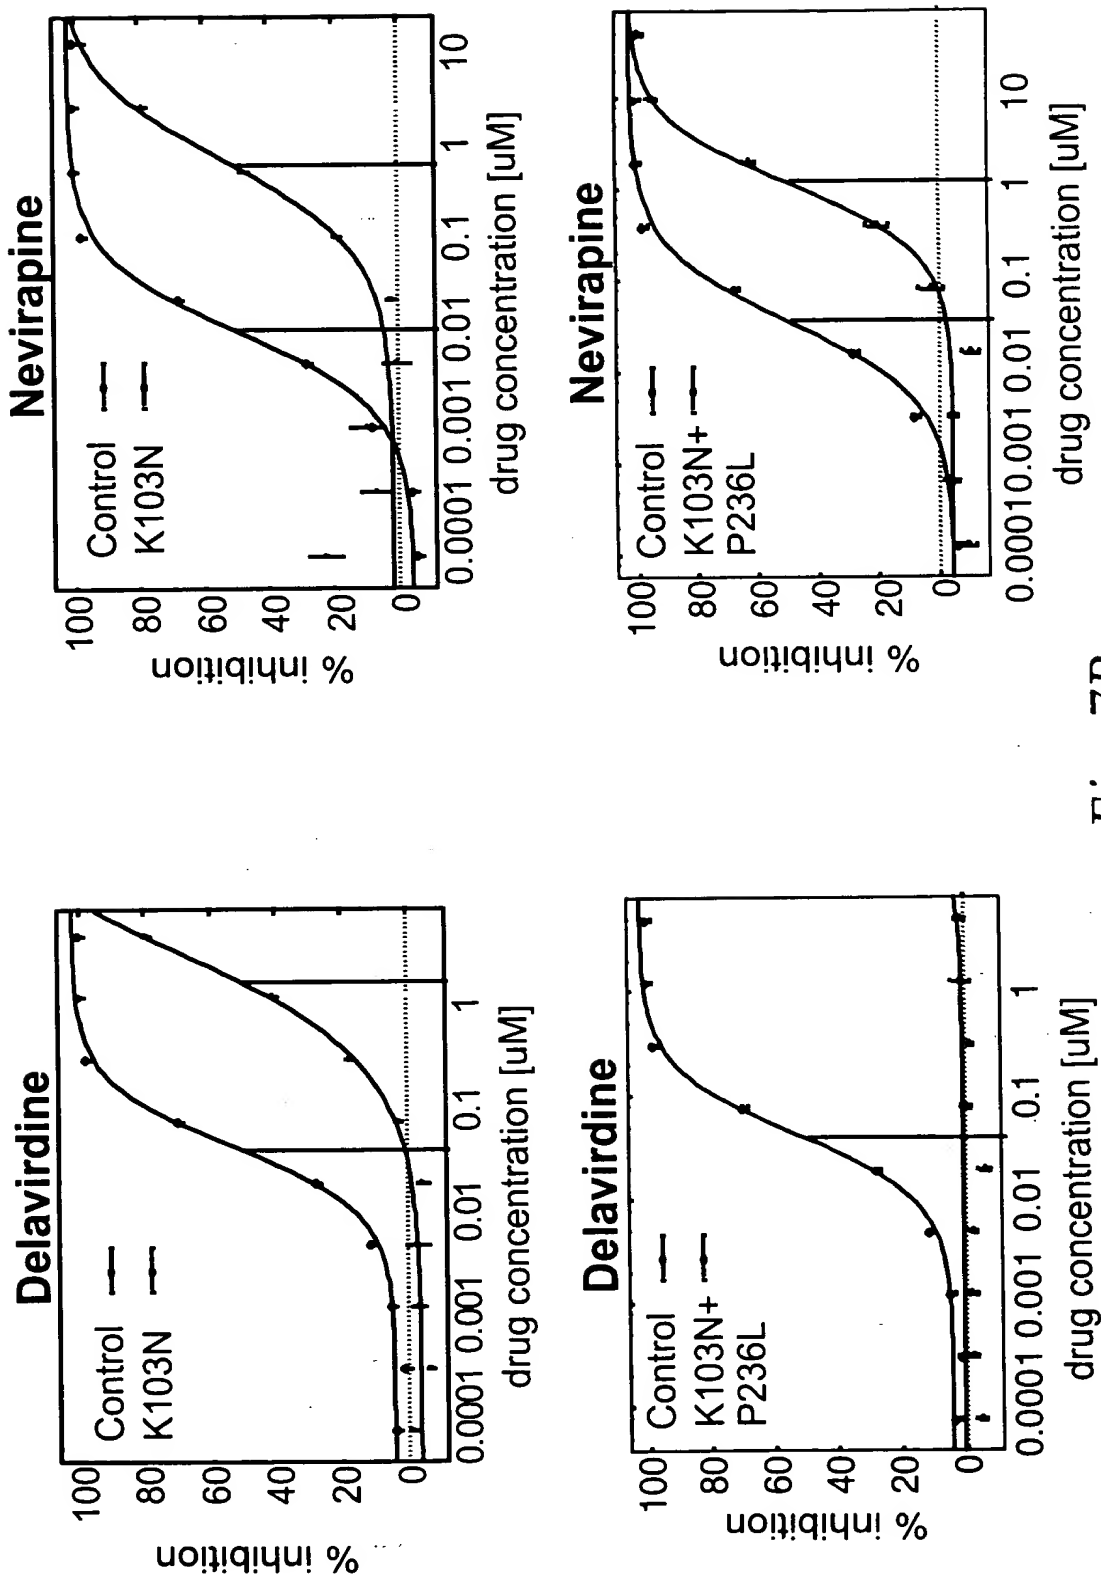 Delavirdine
Control
K103N
% inhibition
100
80
60
40
20
0
0.0001 0.001 0.01 0.1 1
drug concentration [uM]
Nevirapine
Control
K103N
% inhibition
100
80
60
40
20
0
0.0001 0.001 0.01 0.1 1 10
drug concentration [uM]
Delavirdine
Control
K103N+
P236L
% inhibition
100
80
60
40
20
0
0.0001 0.001 0.01 0.1 1
drug concentration [uM]
Nevirapine
Control
K103N+
P236L
% inhibition
100
80
60
40
20
0
0.00010.001 0.01 0.1 1 10
drug concentration [uM]